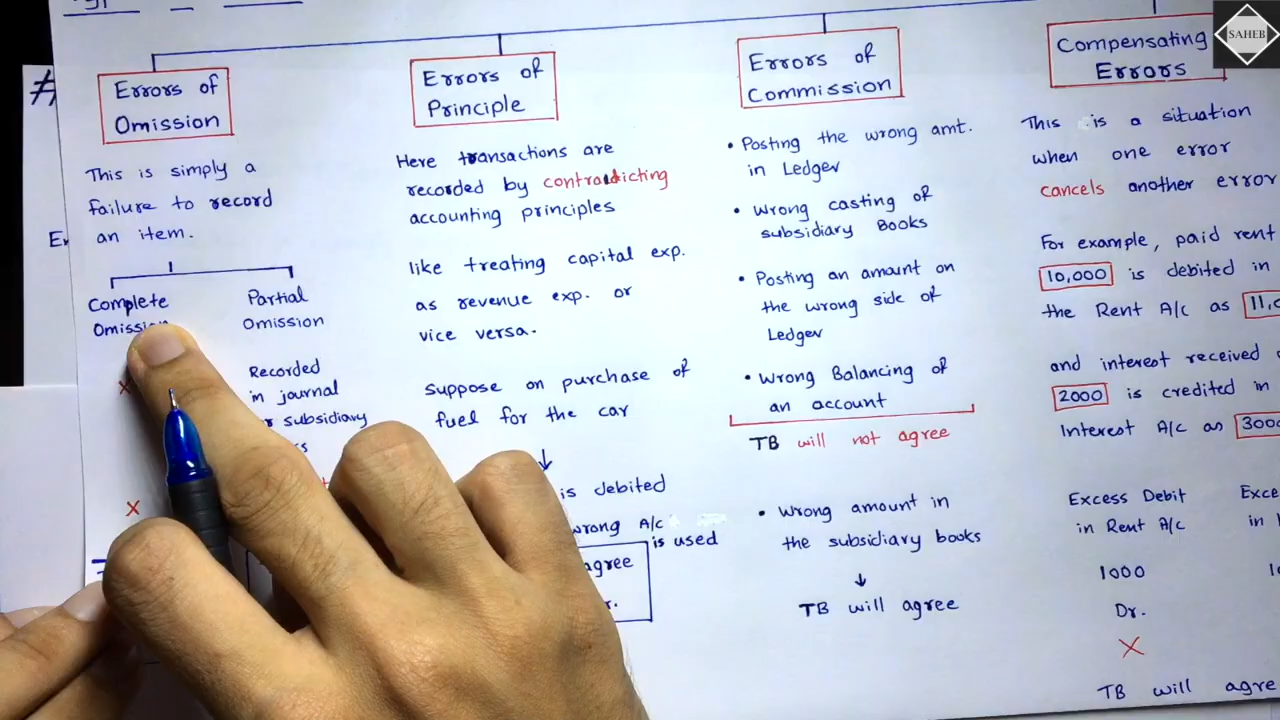 SAHEB
#
Errors of
Omission
This is simply a
failure to record
an item.
Complete
Omission
Partial
Omission
x
Recorded
in journal
subsidiary
x
Errors of
Principle
Here transactions are
recorded by contradicting
accounting principles
like treating capital exp.
as revenue exp. or
vice versa.
Suppose on purchase of
fuel for the car
↓
is debited
wrong A/c
is used
agree
Errors of
Commission
• Posting the wrong amt.
in Ledger
• Wrong casting of
subsidiary Books
• Posting an amount on
the wrong side of
Ledger
• Wrong Balancing of
an account
TB will not agree
• Wrong amount in
the subsidiary books
↓
TB will agree
Compensating
Errors
This is a situation
when one error
cancels another error
For example, paid rent
10,000 is debited in
the Rent A/c as
and interest received
2000 is credited in
Interest A/c as
Excess Debit
in Rent A/c
1000
Dr.
x
TB will agre